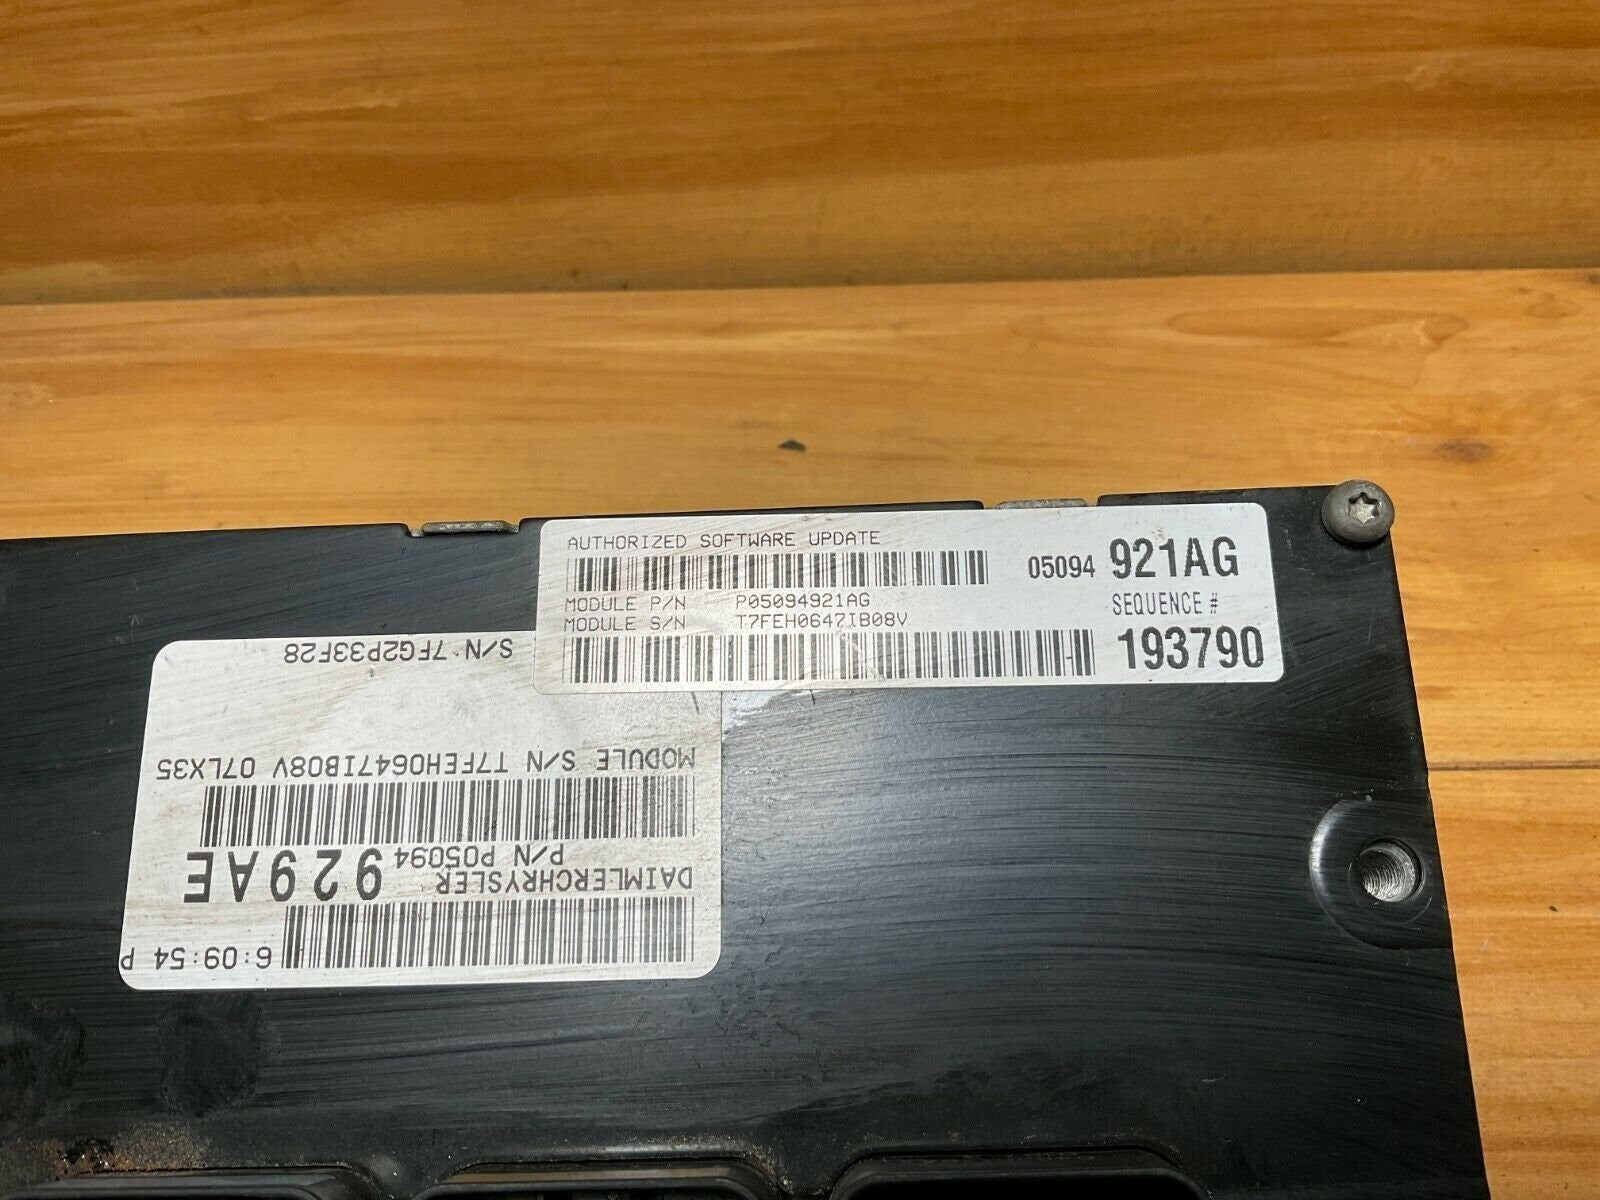 AUTHORIZED SOFTWARE UPDATE
05094 921AG
MODULE P/N P05094921AG
MODULE S/N T7FEH0647IB08V
SEQUENCE #
193790
6:09:54 P
DAIMLERCHRYSLER
P/N P05094 929AE
MODULE S/N T7FEH0647IB08V 07LX35
S/N 7FG2P33F28